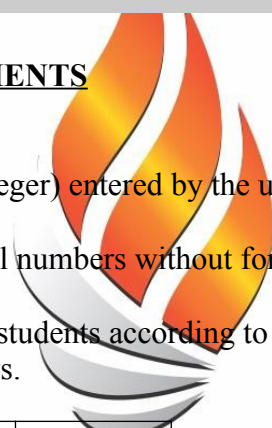 MENTS
eger) entered by the u
l numbers without for
students according to
s.